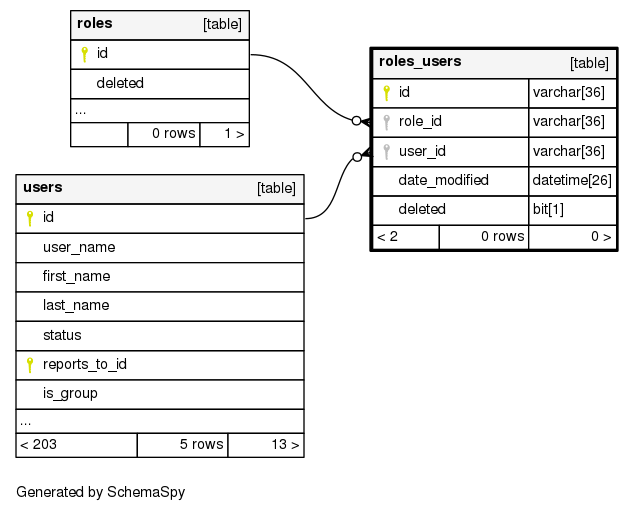 roles [table]
id
deleted
...
0 rows 1 >
roles_users [table]
id varchar[36]
role_id varchar[36]
user_id varchar[36]
date_modified datetime[26]
deleted bit[1]
< 2 0 rows 0 >
users [table]
id
user_name
first_name
last_name
status
reports_to_id
is_group
...
< 203 5 rows 13 >
Generated by SchemaSpy